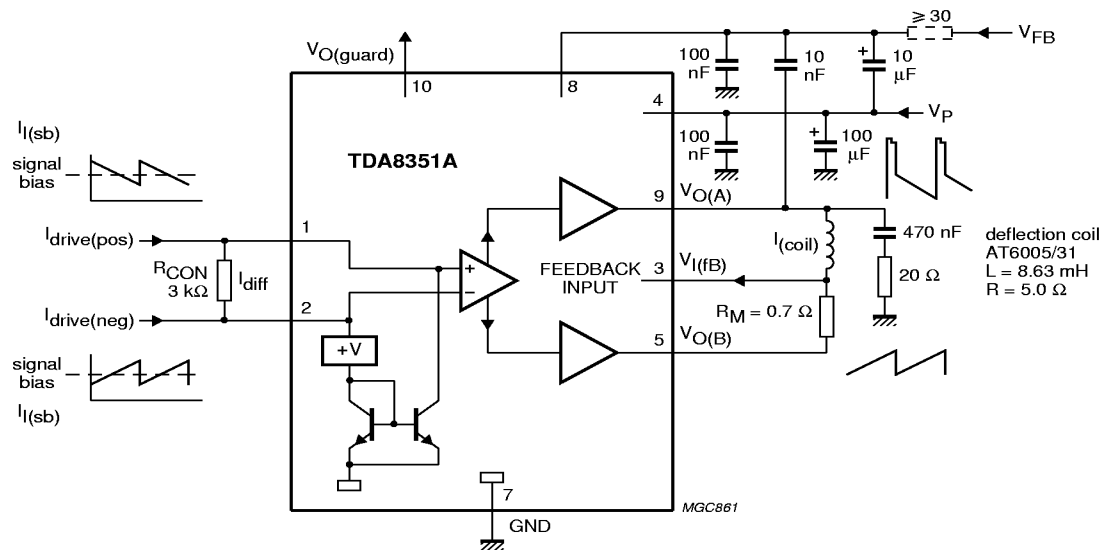 ≥ 30
V_FB
V_O(guard)
100 nF
10 nF
+ 10 µF
10
8
4
V_P
I_I(sb)
100 nF
+ 100 µF
signal bias
TDA8351A
9
V_O(A)
1
I_drive(pos)
I_(coil)
470 nF
deflection coil
AT6005/31
L = 8.63 mH
R = 5.0 Ω
R_CON
3 kΩ
I_diff
+
−
FEEDBACK
INPUT
3
V_I(fB)
20 Ω
2
I_drive(neg)
R_M = 0.7 Ω
5
V_O(B)
+V
signal bias
I_I(sb)
7
GND
MGC861